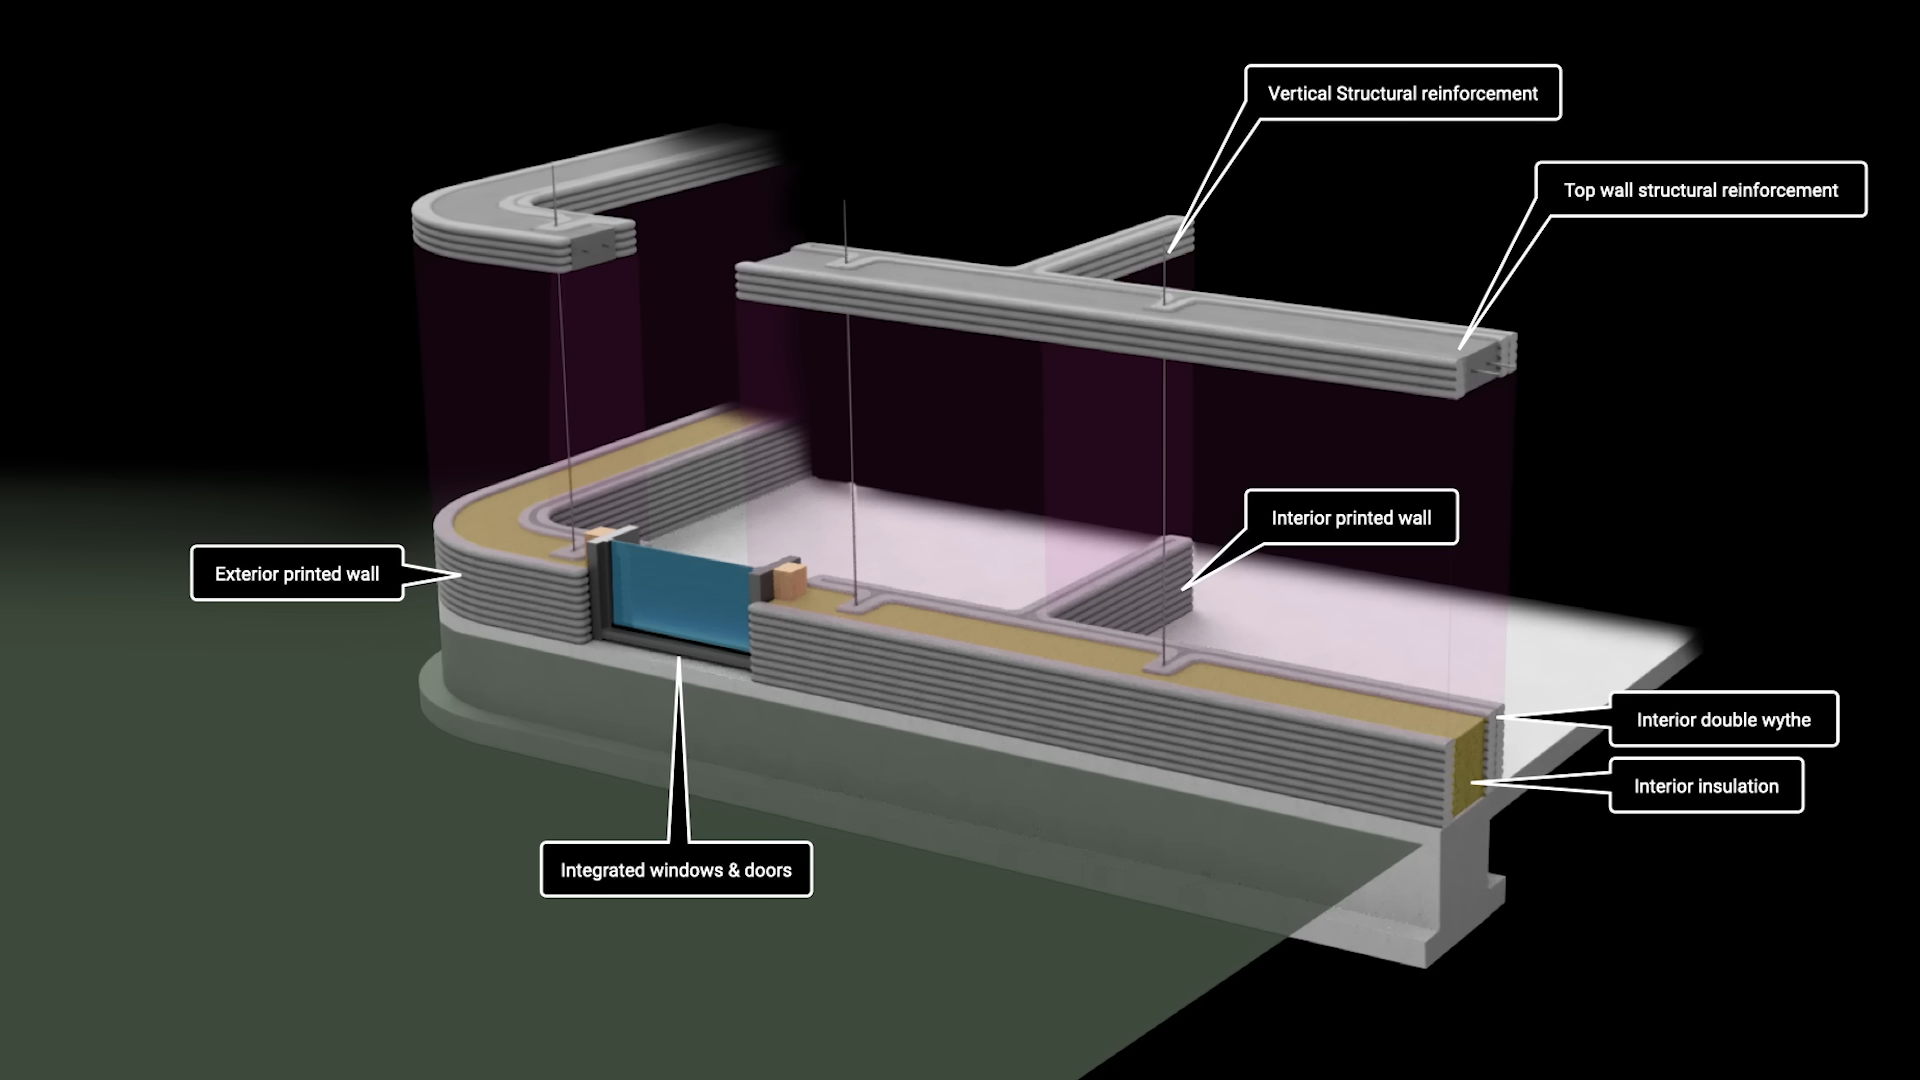 Vertical Structural reinforcement
Top wall structural reinforcement
Interior printed wall
Exterior printed wall
Interior double wythe
Interior insulation
Integrated windows & doors